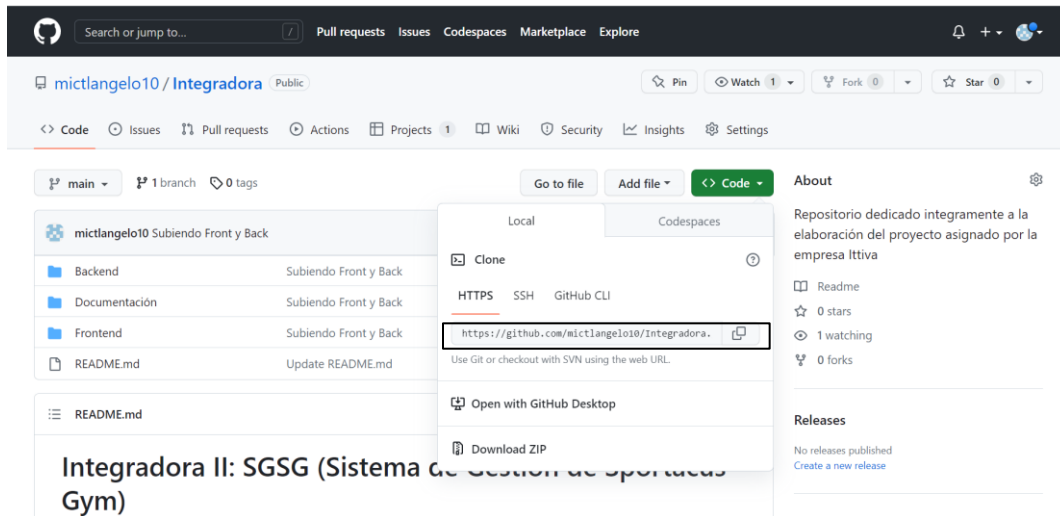 Search or jump to... / Pull requests Issues Codespaces Marketplace Explore
mictlangelo10 / Integradora Public
Pin Watch 1 Fork 0 Star 0
Code Issues Pull requests Actions Projects 1 Wiki Security Insights Settings
main 1 branch 0 tags
Go to file Add file Code
mictlangelo10 Subiendo Front y Back
Backend Subiendo Front y Back
Documentación Subiendo Front y Back
Frontend Subiendo Front y Back
README.md Update README.md
Local Codespaces
Clone
HTTPS SSH GitHub CLI
https://github.com/mictlangelo10/Integradora.
Use Git or checkout with SVN using the web URL.
Open with GitHub Desktop
Download ZIP
README.md
Integradora II: SGSG (Sistema de Gestión de Sportacus
Gym)
About
Repositorio dedicado integramente a la
elaboración del proyecto asignado por la
empresa Ittiva
Readme
0 stars
1 watching
0 forks
Releases
No releases published
Create a new release